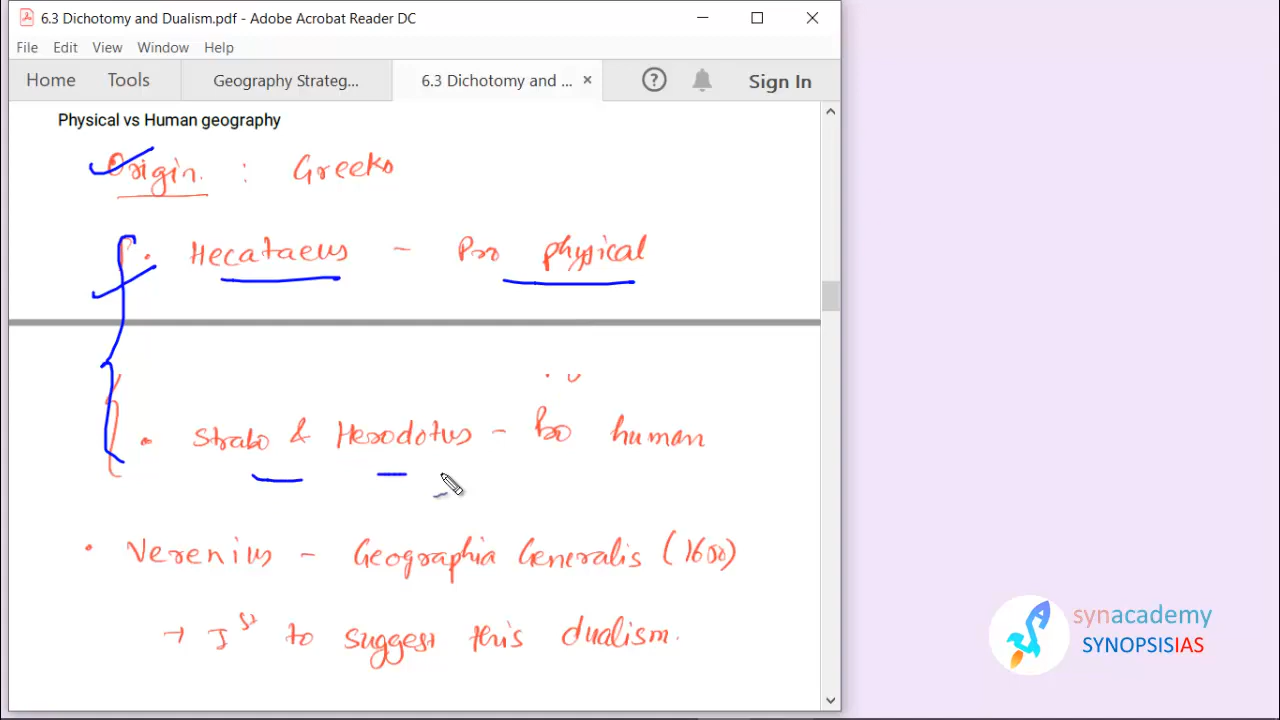 6.3 Dichotomy and Dualism.pdf - Adobe Acrobat Reader DC
File Edit View Window Help
Home Tools Geography Strateg... 6.3 Dichotomy and ... × ? Sign In
Physical vs Human geography
Origin. : Greeks
• Hecataeus - Pro physical
• Strabo & Herodotus - Pro human
• Verenius - Geographia Generalis (1650)
→ Ist to suggest this dualism.
synacademy
SYNOPSISIAS